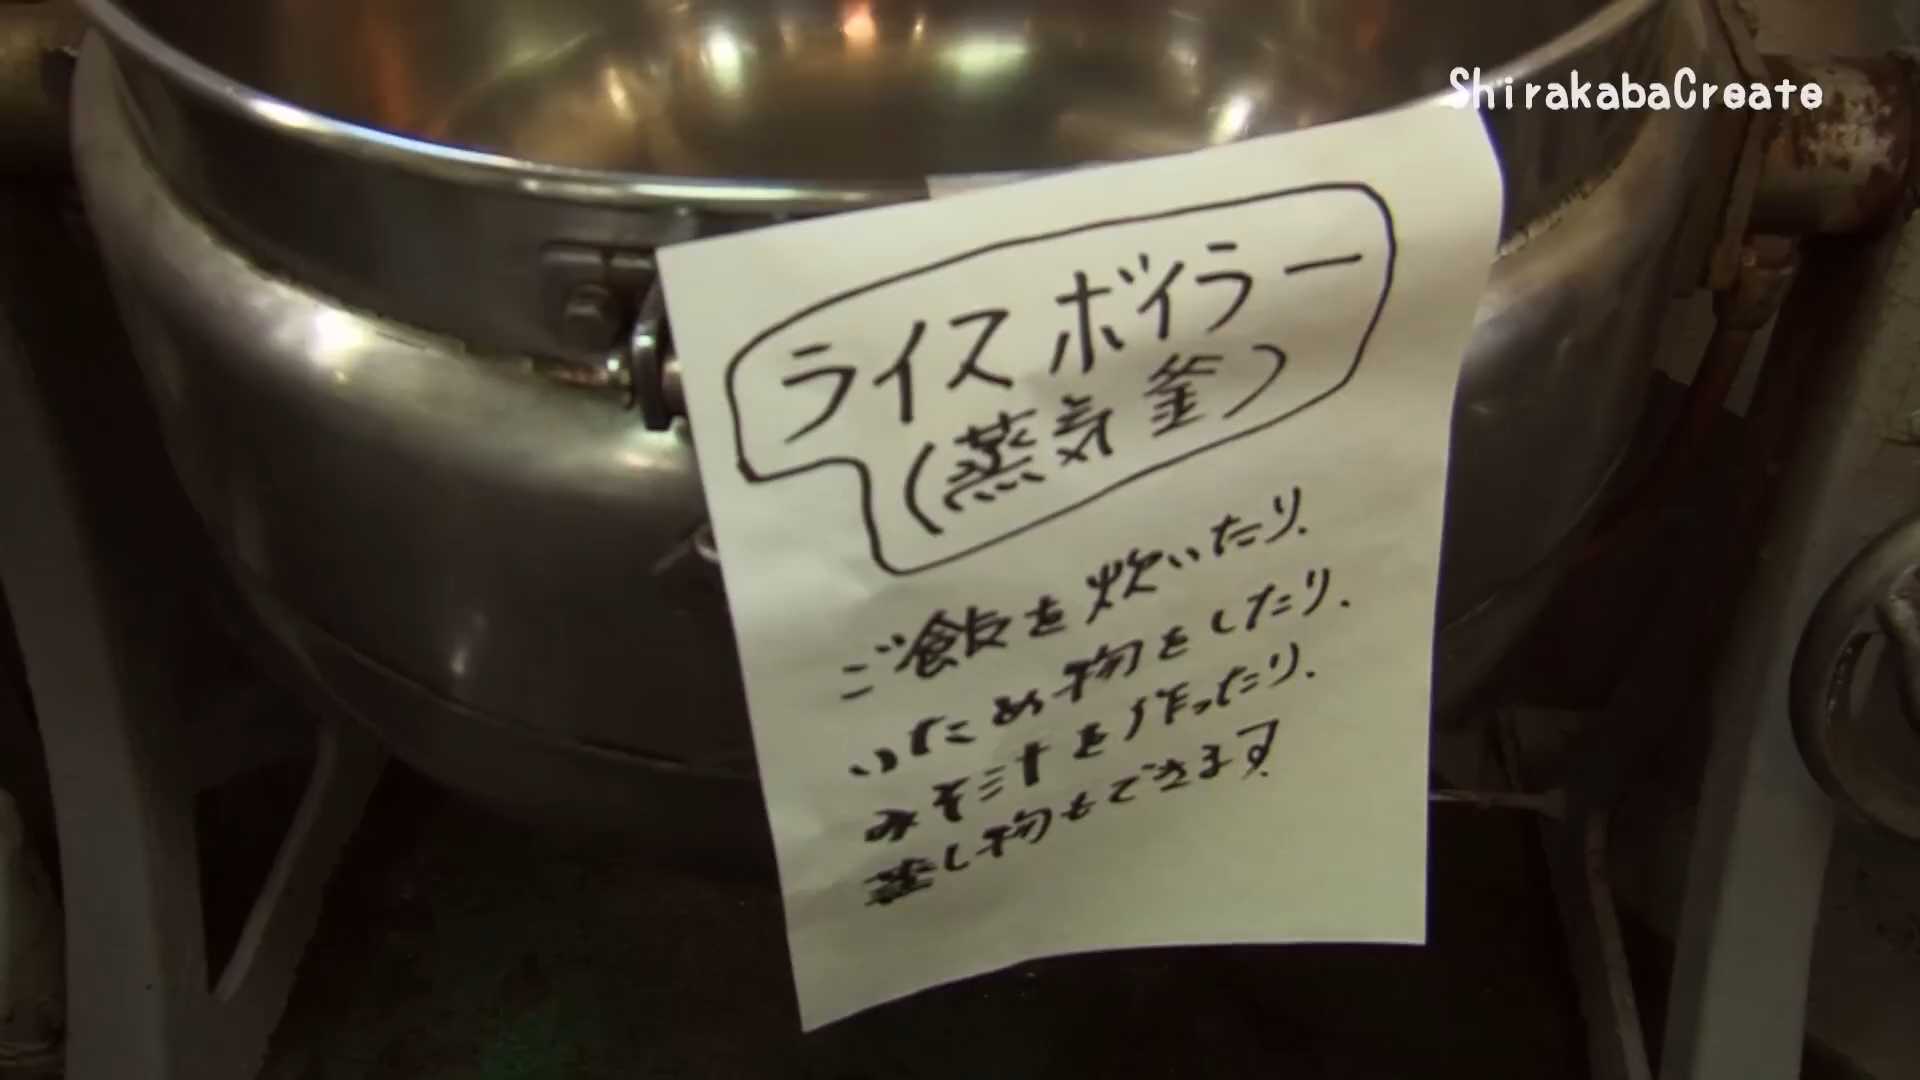 ShirakabaCreate
ライスボイラー
(蒸気釜)
ご飯を炊いたり、
いため物をしたり、
みそ汁を作ったり、
蒸し物もできます